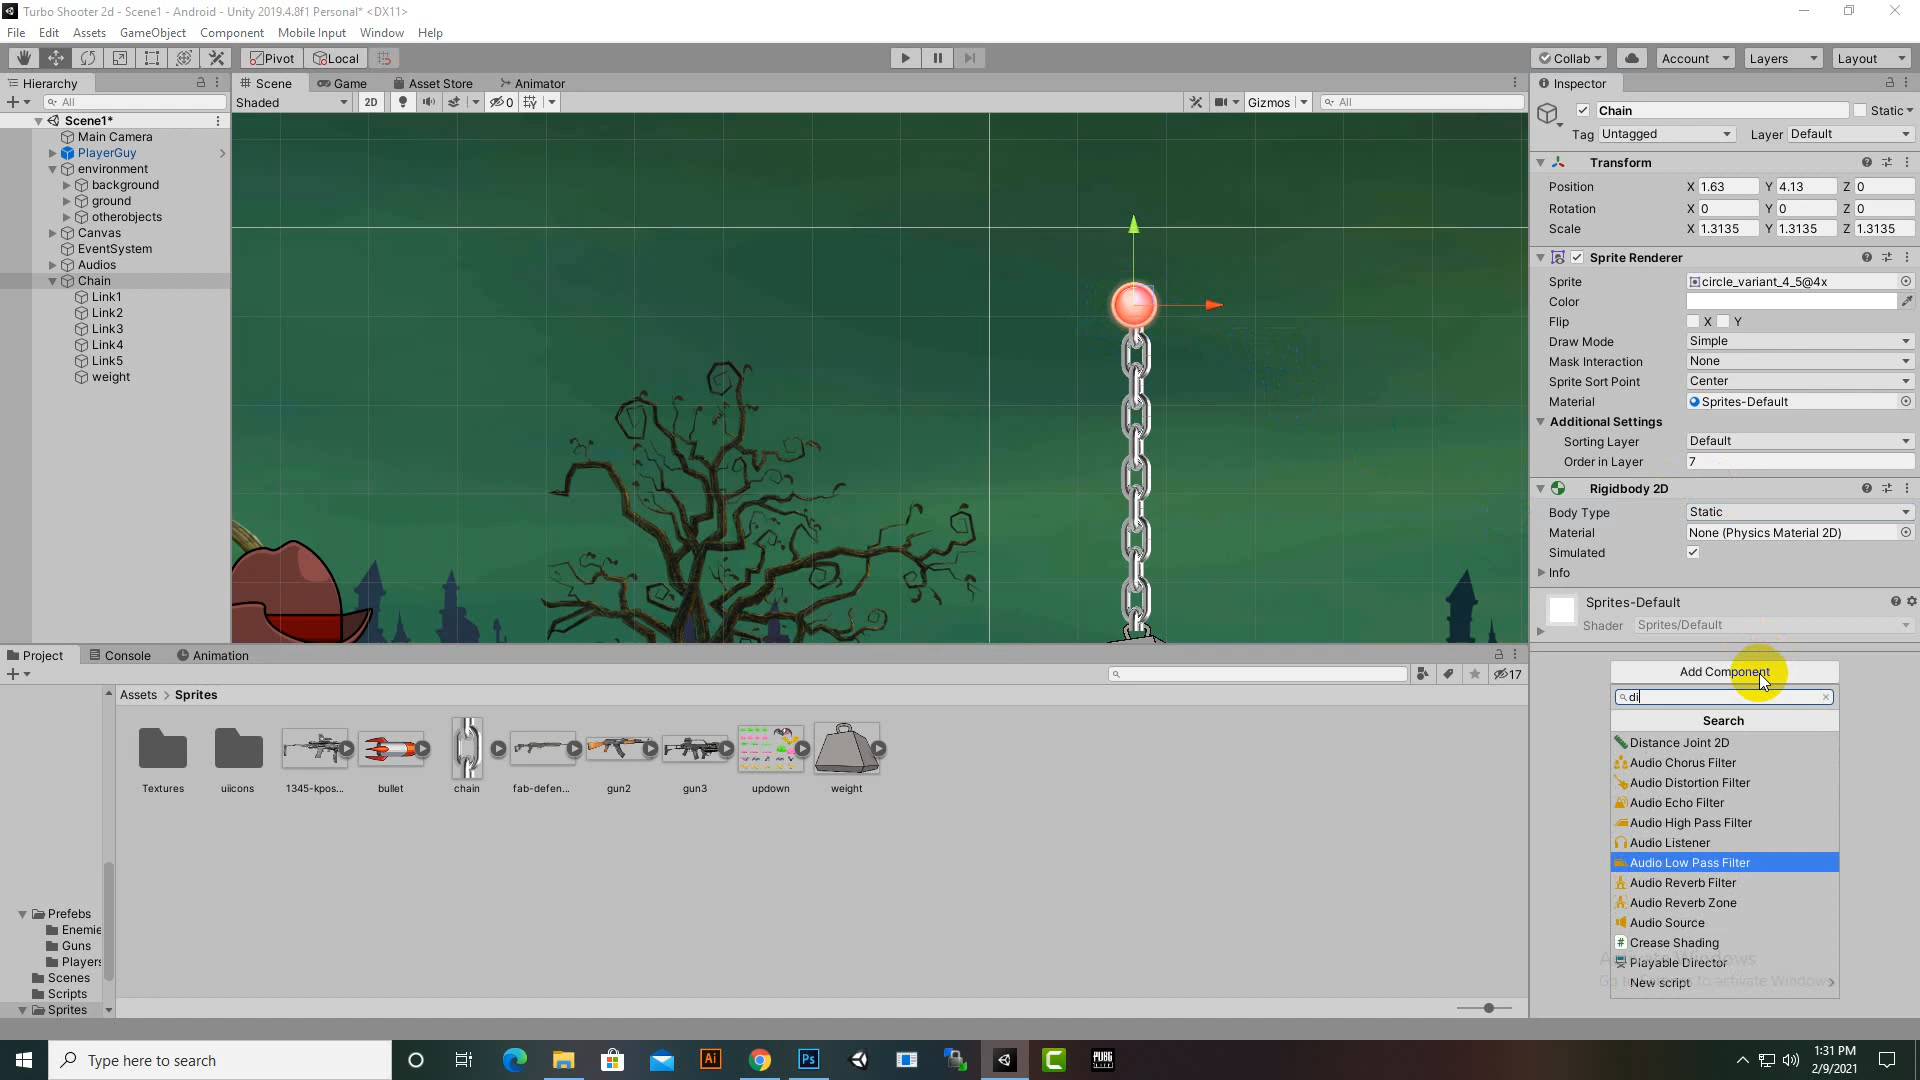 Turbo Shooter 2d - Scene1 - Android - Unity 2019.4.8f1 Personal* <DX11>
File Edit Assets GameObject Component Mobile Input Window Help
Pivot Local Collab Account Layers Layout
Hierarchy
All
Scene1*
Main Camera
PlayerGuy
environment
background
ground
otherobjects
Canvas
EventSystem
Audios
Chain
Link1
Link2
Link3
Link4
Link5
weight
Scene Game Asset Store Animator
Shaded 2D 0 Gizmos All
Inspector
Chain Static
Tag Untagged Layer Default
Transform
Position X 1.63 Y 4.13 Z 0
Rotation X 0 Y 0 Z 0
Scale X 1.3135 Y 1.3135 Z 1.3135
Sprite Renderer
Sprite circle_variant_4_5@4x
Color
Flip X Y
Draw Mode Simple
Mask Interaction None
Sprite Sort Point Center
Material Sprites-Default
Additional Settings
Sorting Layer Default
Order in Layer 7
Rigidbody 2D
Body Type Static
Material None (Physics Material 2D)
Simulated
Info
Sprites-Default
Shader Sprites/Default
Add Component
di
Search
Distance Joint 2D
Audio Chorus Filter
Audio Distortion Filter
Audio Echo Filter
Audio High Pass Filter
Audio Listener
Audio Low Pass Filter
Audio Reverb Filter
Audio Reverb Zone
Audio Source
Crease Shading
Playable Director
New script
Activate Windows
Project Console Animation
17
Assets > Sprites
Textures uiicons 1345-kpos... bullet chain fab-defen... gun2 gun3 updown weight
Prefebs
Enemie
Guns
Players
Scenes
Scripts
Sprites
Type here to search
Ai Ps PUBG
1:31 PM
2/9/2021